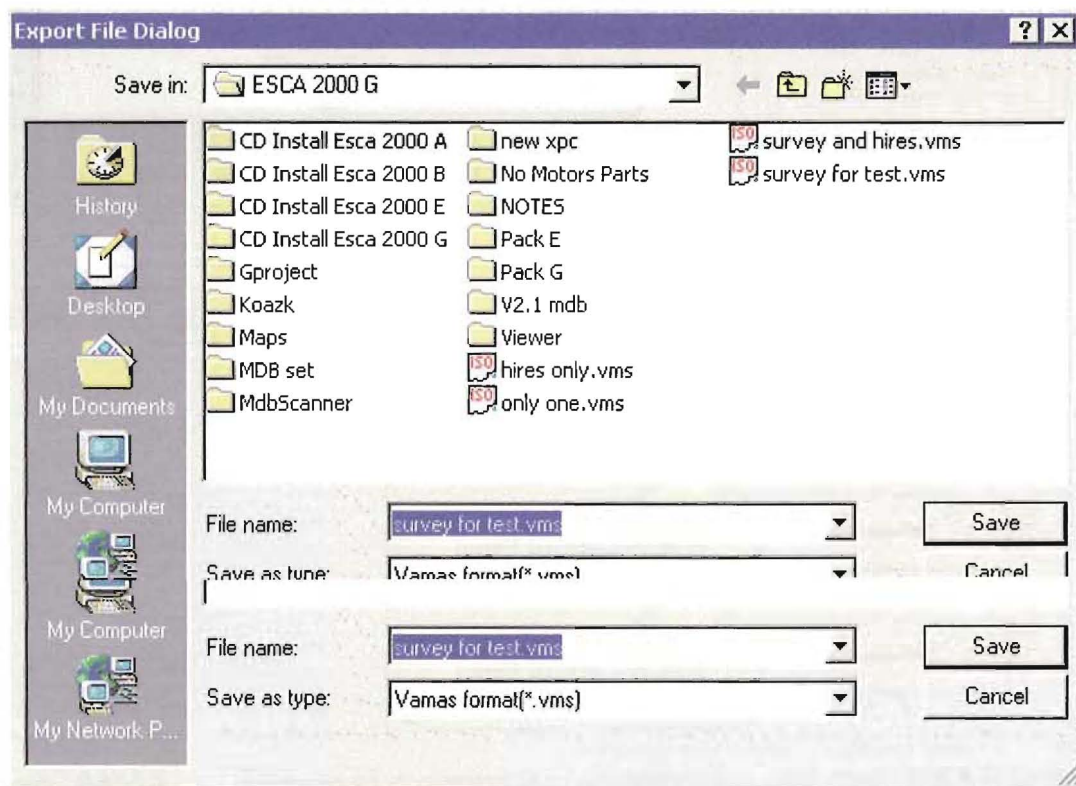 Export File Dialog
Save in: ESCA 2000 G
History
Desktop
My Documents
My Computer
My Computer
My Network P...
CD Install Esca 2000 A
CD Install Esca 2000 B
CD Install Esca 2000 E
CD Install Esca 2000 G
Gproject
Koazk
Maps
MDB set
MdbScanner
new xpc
No Motors Parts
NOTES
Pack E
Pack G
V2.1 mdb
Viewer
ISO hires only.vms
ISO only one.vms
ISO survey and hires.vms
ISO survey for test.vms
File name: survey for test.vms Save
Save as type: Vamas format(*.vms) Cancel
File name: survey for test.vms Save
Save as type: Vamas format(*.vms) Cancel